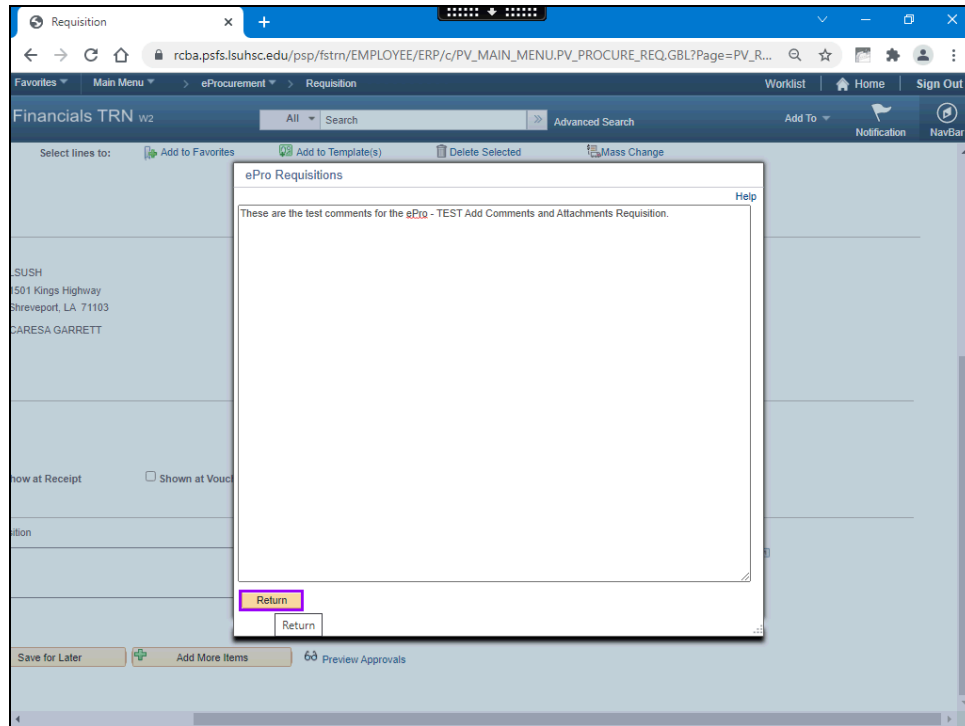 Requisition
rcba.psfs.lsuhsc.edu/psp/fstrn/EMPLOYEE/ERP/c/PV_MAIN_MENU.PV_PROCURE_REQ.GBL?Page=PV_R...
Favorites Main Menu > eProcurement > Requisition Worklist Home Sign Out
Financials TRN W2 All Search Advanced Search Add To Notification NavBar
Select lines to: Add to Favorites Add to Template(s) Delete Selected Mass Change
ePro Requisitions
Help
These are the test comments for the ePro - TEST Add Comments and Attachments Requisition.
LSUSH
1501 Kings Highway
Shreveport, LA 71103
CARESA GARRETT
how at Receipt Shown at Vouch
sition
Return
Return
Save for Later Add More Items Preview Approvals